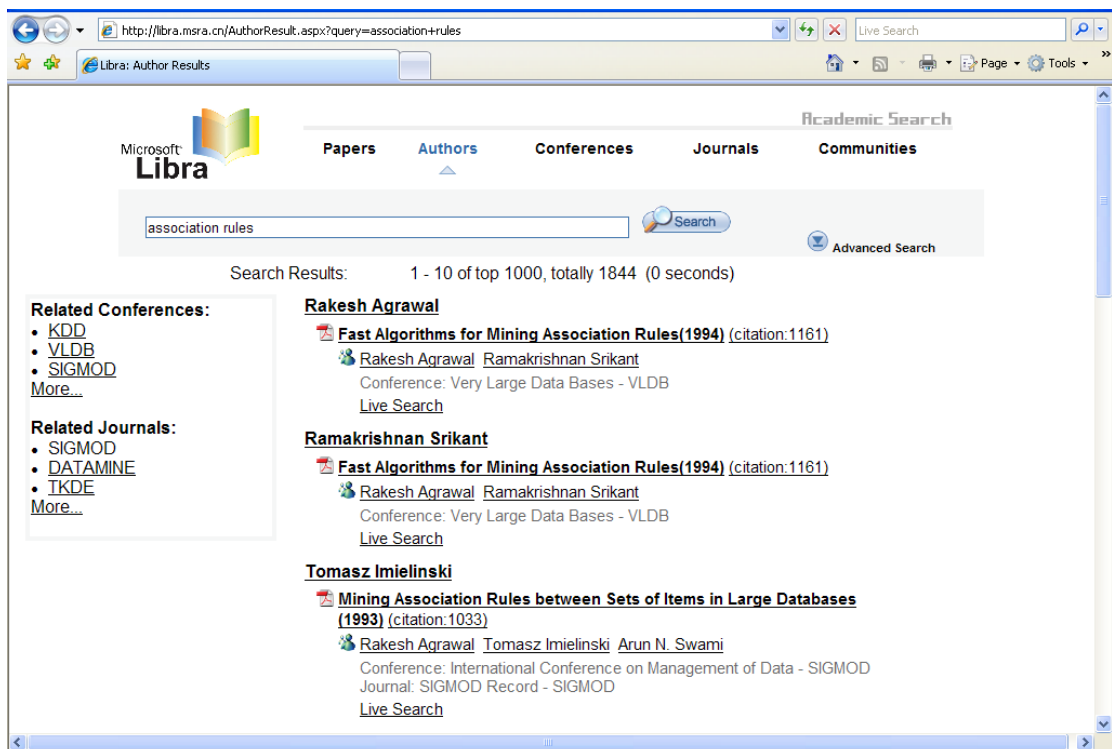 http://libra.msra.cn/AuthorResult.aspx?query=association+rules
Live Search
Libra: Author Results
Page
Tools
»
Academic Search
Microsoft
Libra
Papers Authors Conferences Journals Communities
association rules
Search
Advanced Search
Search Results: 1 - 10 of top 1000, totally 1844 (0 seconds)
Related Conferences:
• KDD
• VLDB
• SIGMOD
More...
Related Journals:
• SIGMOD
• DATAMINE
• TKDE
More...
Rakesh Agrawal
Fast Algorithms for Mining Association Rules(1994) (citation:1161)
Rakesh Agrawal Ramakrishnan Srikant
Conference: Very Large Data Bases - VLDB
Live Search
Ramakrishnan Srikant
Fast Algorithms for Mining Association Rules(1994) (citation:1161)
Rakesh Agrawal Ramakrishnan Srikant
Conference: Very Large Data Bases - VLDB
Live Search
Tomasz Imielinski
Mining Association Rules between Sets of Items in Large Databases
(1993) (citation:1033)
Rakesh Agrawal Tomasz Imielinski Arun N. Swami
Conference: International Conference on Management of Data - SIGMOD
Journal: SIGMOD Record - SIGMOD
Live Search